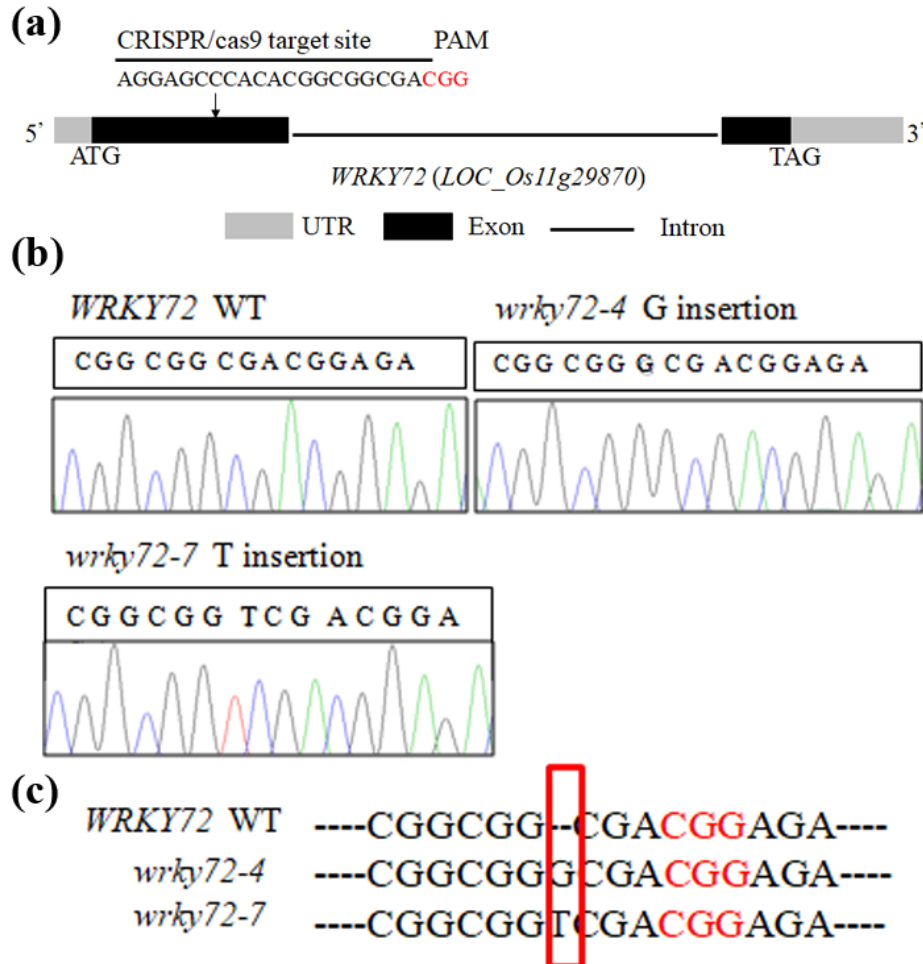 (a)
CRISPR/cas9 target site PAM
AGGAGCCCACACGGCGGCGACGG
5’ 3’
ATG TAG
WRKY72 (LOC_Os11g29870)
UTR Exon Intron
(b)
WRKY72 WT wrky72-4 G insertion
CGG CGG CGACGGAGA CGG CGG G CG ACGGAGA
wrky72-7 T insertion
CGGCGG TCG ACGGA
(c)
WRKY72 WT ----CGGCGG--CGACGGAGA----
wrky72-4 ----CGGCGGGCGACGGAGA----
wrky72-7 ----CGGCGGTCGACGGAGA----